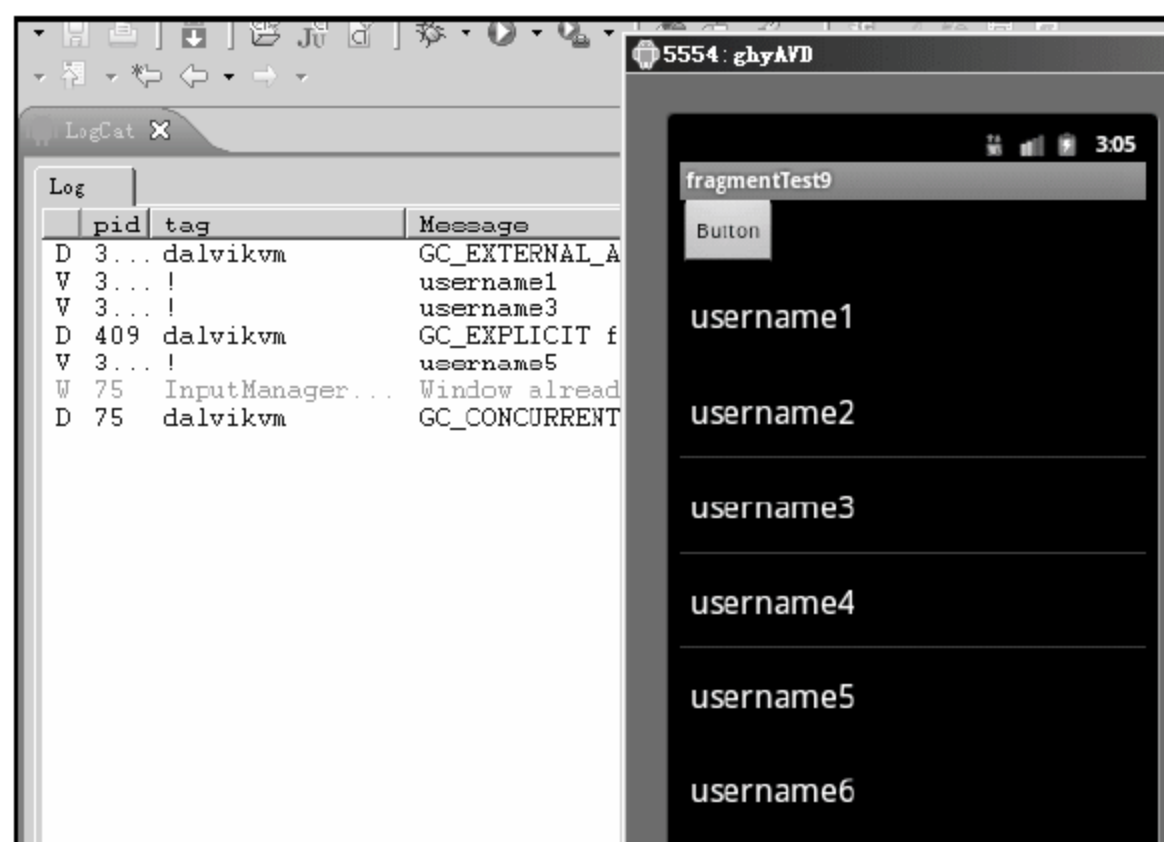 LogCat
Log
pid tag Message
D 3... dalvikvm GC_EXTERNAL_A
V 3... ! username1
V 3... ! username3
D 409 dalvikvm GC_EXPLICIT f
V 3... ! username5
W 75 InputManager... Window alread
D 75 dalvikvm GC_CONCURRENT
5554:ghyAVD
3:05
fragmentTest9
Button
username1
username2
username3
username4
username5
username6